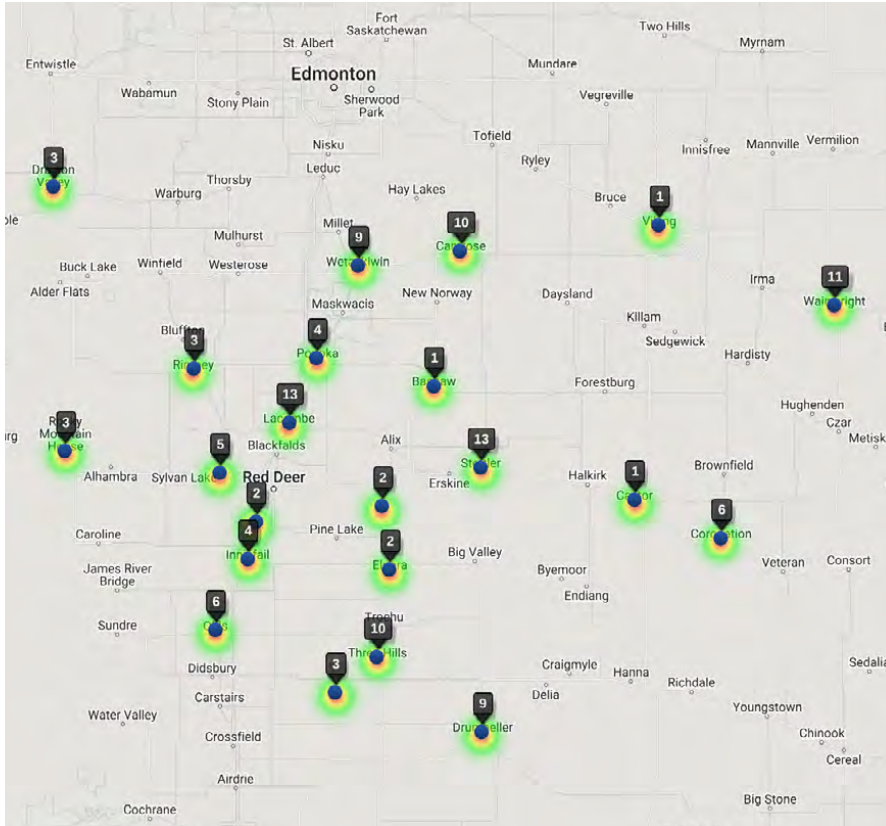 Fort
Saskatchewan
Two Hills
St. Albert
Myrnam
Entwistle
Edmonton
Mundare
Wabamun
Stony Plain
Sherwood
Park
Vegreville
Tofield
Nisku
Innisfree
Mannville
Vermilion
3
Ryley
Leduc
Thorsby
Warburg
Hay Lakes
Bruce
1
Millet
10
Mulhurst
9
Buck Lake
Winfield
Westerose
Irma
11
Alder Flats
New Norway
Daysland
Maskwacis
Killam
4
Sedgewick
3
1
Hardisty
Forestburg
13
Hughenden
3
Czar
5
Blackfalds
Alix
13
Metisk
Alhambra
Sylvan Lake
Red Deer
2
Erskine
Halkirk
1
Brownfield
2
6
4
Caroline
Pine Lake
2
Big Valley
James River
Bridge
Byemoor
Veteran
Consort
Endiang
6
Sundre
10
Didsbury
3
Craigmyle
Hanna
Sedalia
Delia
Richdale
Carstairs
9
Water Valley
Youngstown
Crossfield
Chinook
Cereal
Airdrie
Cochrane
Big Stone